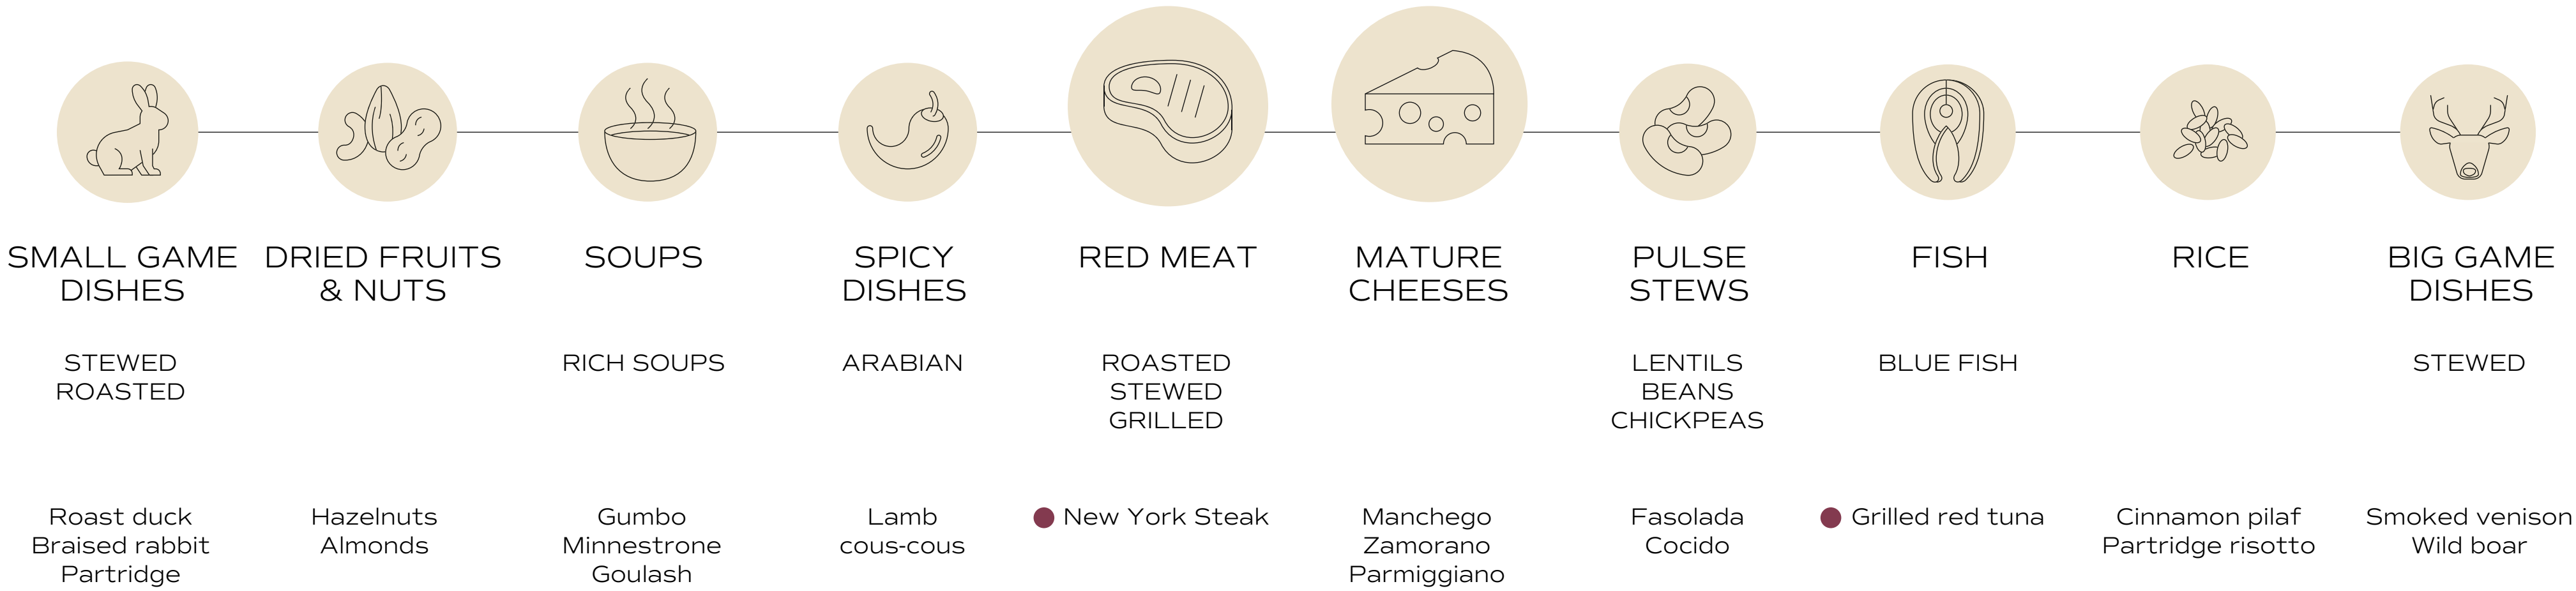 SMALL GAME
DISHES
STEWED
ROASTED
Roast duck
Braised rabbit
Partridge
DRIED FRUITS
& NUTS
Hazelnuts
Almonds
SOUPS
RICH SOUPS
Gumbo
Minnestrone
Goulash
SPICY
DISHES
ARABIAN
Lamb
cous-cous
RED MEAT
ROASTED
STEWED
GRILLED
New York Steak
MATURE
CHEESES
Manchego
Zamorano
Parmiggiano
PULSE
STEWS
LENTILS
BEANS
CHICKPEAS
Fasolada
Cocido
FISH
BLUE FISH
Grilled red tuna
RICE
Cinnamon pilaf
Partridge risotto
BIG GAME
DISHES
STEWED
Smoked venison
Wild boar